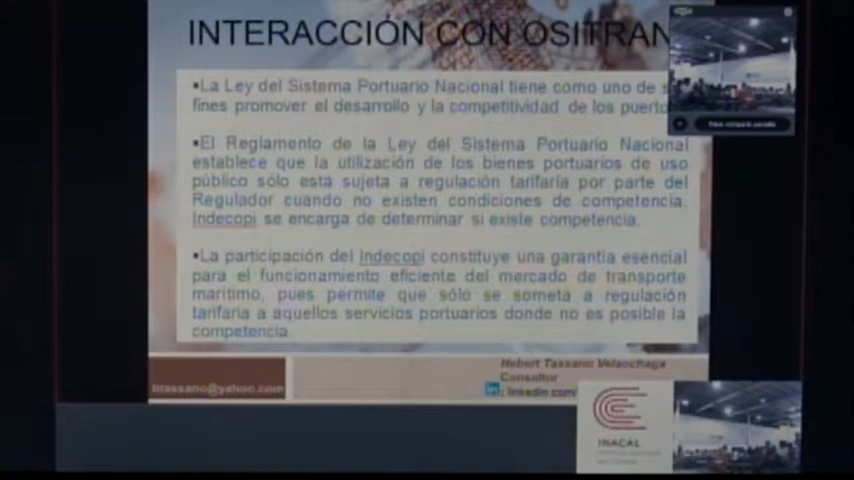 INTERACCIÓN CON OSITRAN
•La Ley del Sistema Portuario Nacional tiene como uno de
fines promover el desarrollo y la competitividad de los puerto
•El Reglamento de la Ley del Sistema Portuario Nacional
establece que la utilización de los bienes portuarios de uso
público sólo está sujeta a regulación tarifaria por parte del
Regulador cuando no existen condiciones de competencia.
Indecopi se encarga de determinar si existe competencia.
•La participación del Indecopi constituye una garantía esencial
para el funcionamiento eficiente del mercado de transporte
marítimo, pues permite que sólo se someta a regulación
tarifaria a aquellos servicios portuarios donde no es posible la
competencia.
Hebert Tassano Velaochaga
Consultor
htassano@yahoo.com
in: linkedin.com/
INACAL